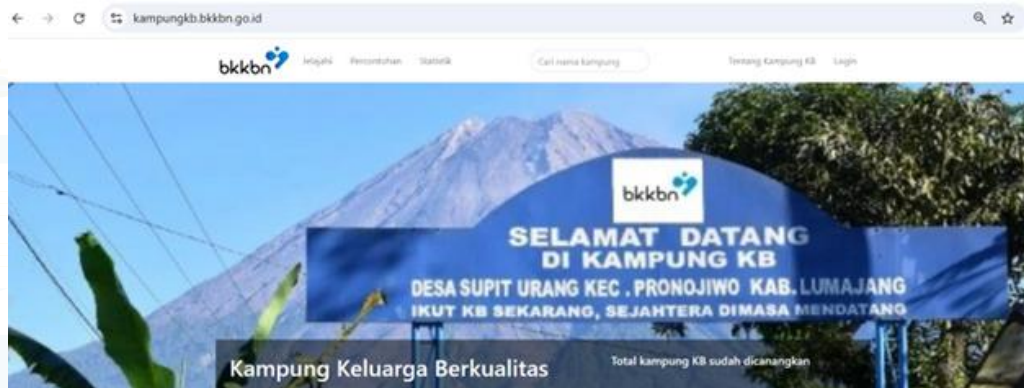 kampungkb.bkkbn.go.id
bkkbn Jelajahi Percontohan Statistik Cari nama kampung Tentang Kampung KB Login
bkkbn
SELAMAT DATANG
DI KAMPUNG KB
DESA SUPIT URANG KEC . PRONOJIWO KAB. LUMAJANG
IKUT KB SEKARANG, SEJAHTERA DIMASA MENDATANG
Kampung Keluarga Berkualitas Total kampung KB sudah dicanangkan